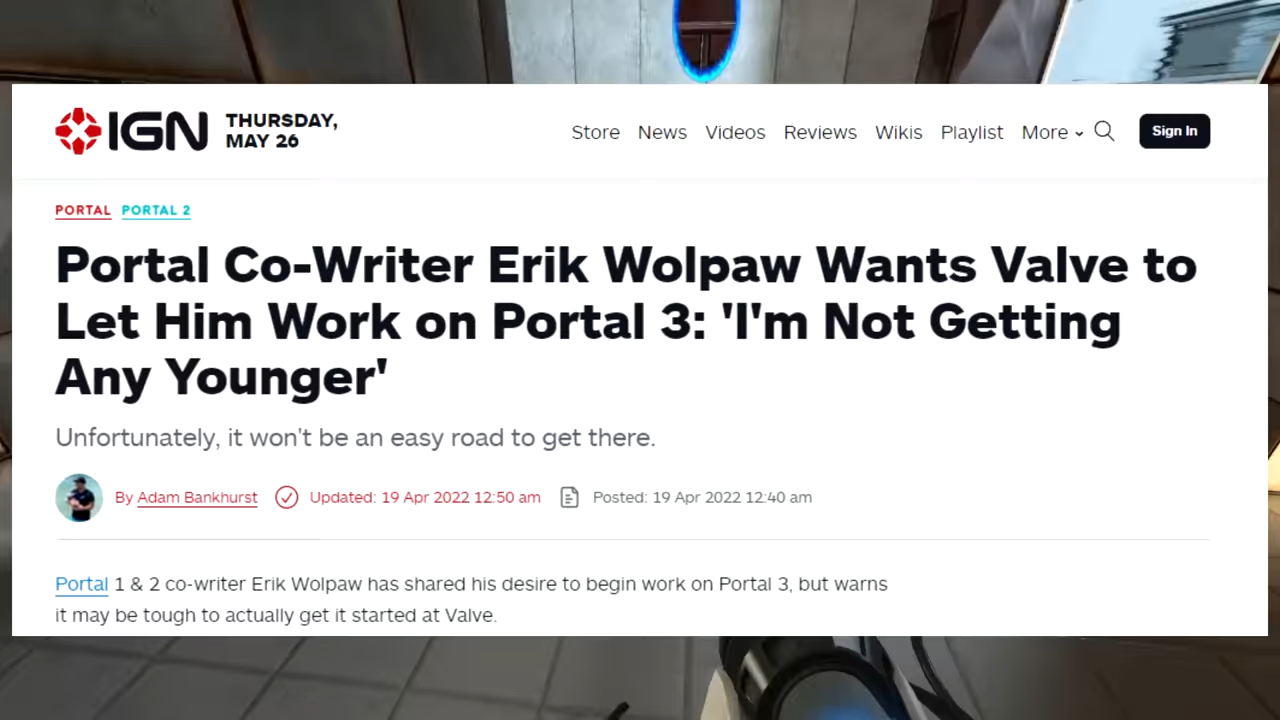 IGN
THURSDAY,
MAY 26
Store News Videos Reviews Wikis Playlist More Sign In
PORTAL PORTAL 2
Portal Co-Writer Erik Wolpaw Wants Valve to
Let Him Work on Portal 3: 'I'm Not Getting
Any Younger'
Unfortunately, it won't be an easy road to get there.
By Adam Bankhurst Updated: 19 Apr 2022 12:50 am Posted: 19 Apr 2022 12:40 am
Portal 1 & 2 co-writer Erik Wolpaw has shared his desire to begin work on Portal 3, but warns
it may be tough to actually get it started at Valve.